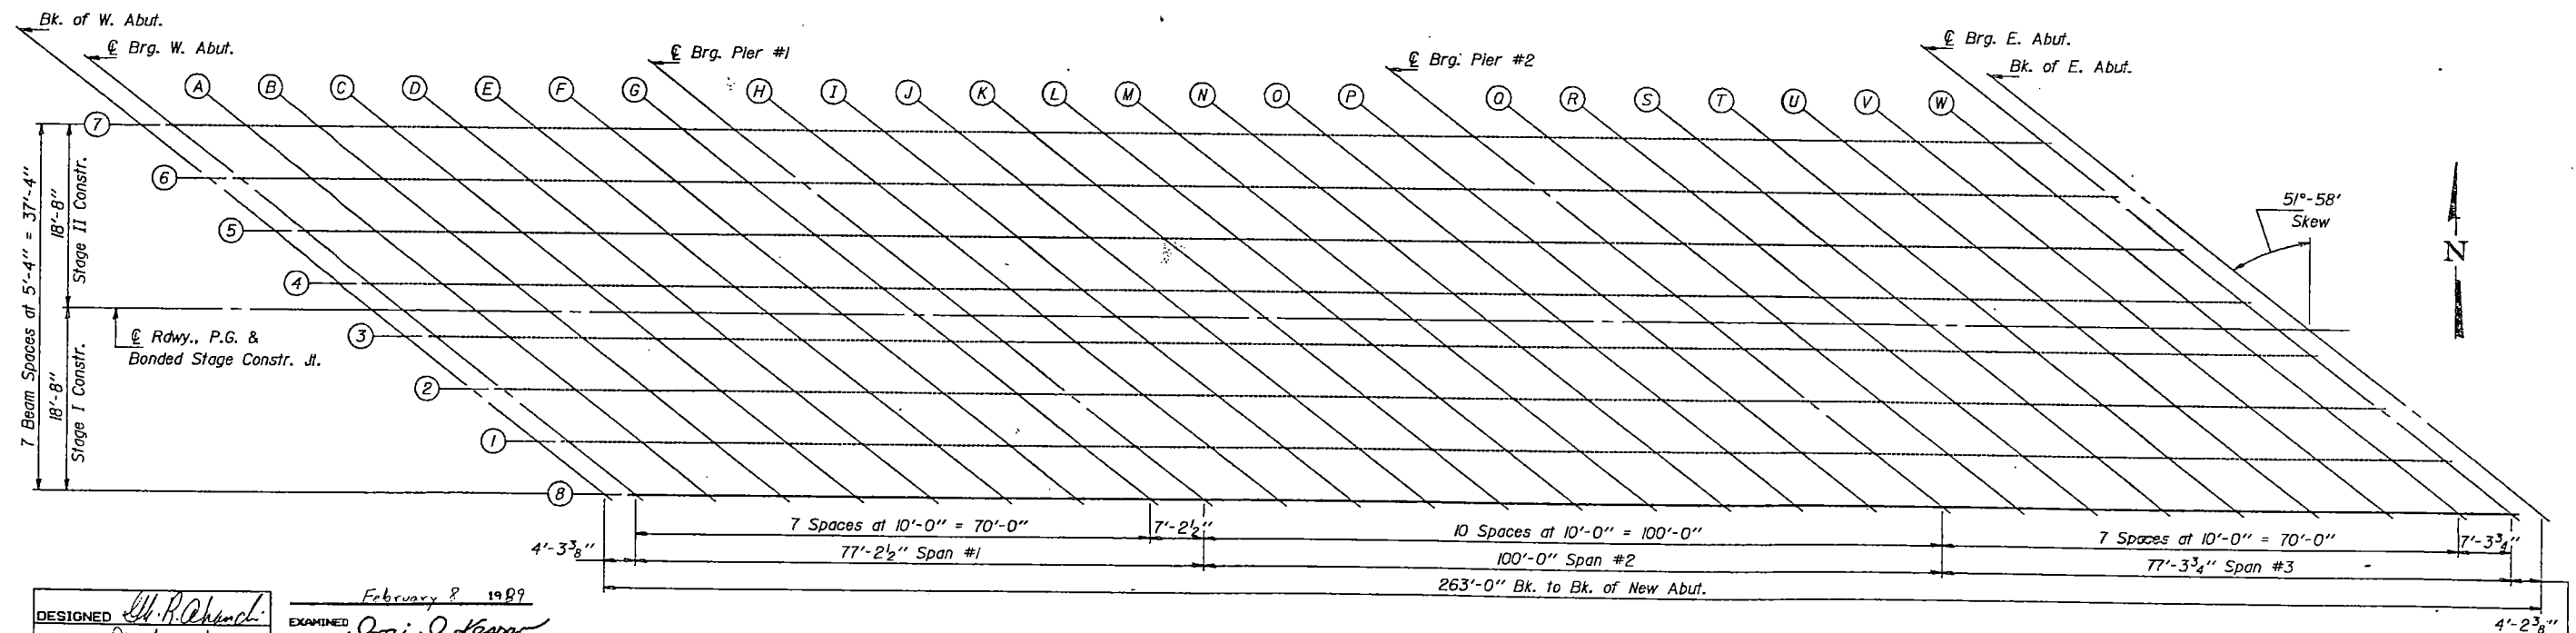 Bk. of W. Abut.
℄ Brg. W. Abut.
℄ Brg. Pier #1
℄ Brg. Pier #2
℄ Brg. E. Abut.
Bk. of E. Abut.
A B C D E F G H I J K L M N O P Q R S T U V W
7
6
5
4
3
2
1
8
7 Beam Spaces at 5'-4" = 37'-4"
18'-8"
Stage II Constr.
18'-8"
Stage I Constr.
℄ Rdwy., P.G. &
Bonded Stage Constr. Jt.
51°-58'
Skew
N
7 Spaces at 10'-0" = 70'-0"
7'-2½"
10 Spaces at 10'-0" = 100'-0"
7 Spaces at 10'-0" = 70'-0"
7'-3¾"
4'-3⅜"
77'-2½" Span #1
100'-0" Span #2
77'-3¾" Span #3
263'-0" Bk. to Bk. of New Abut.
4'-2⅜"
DESIGNED
February 8 1989
EXAMINED